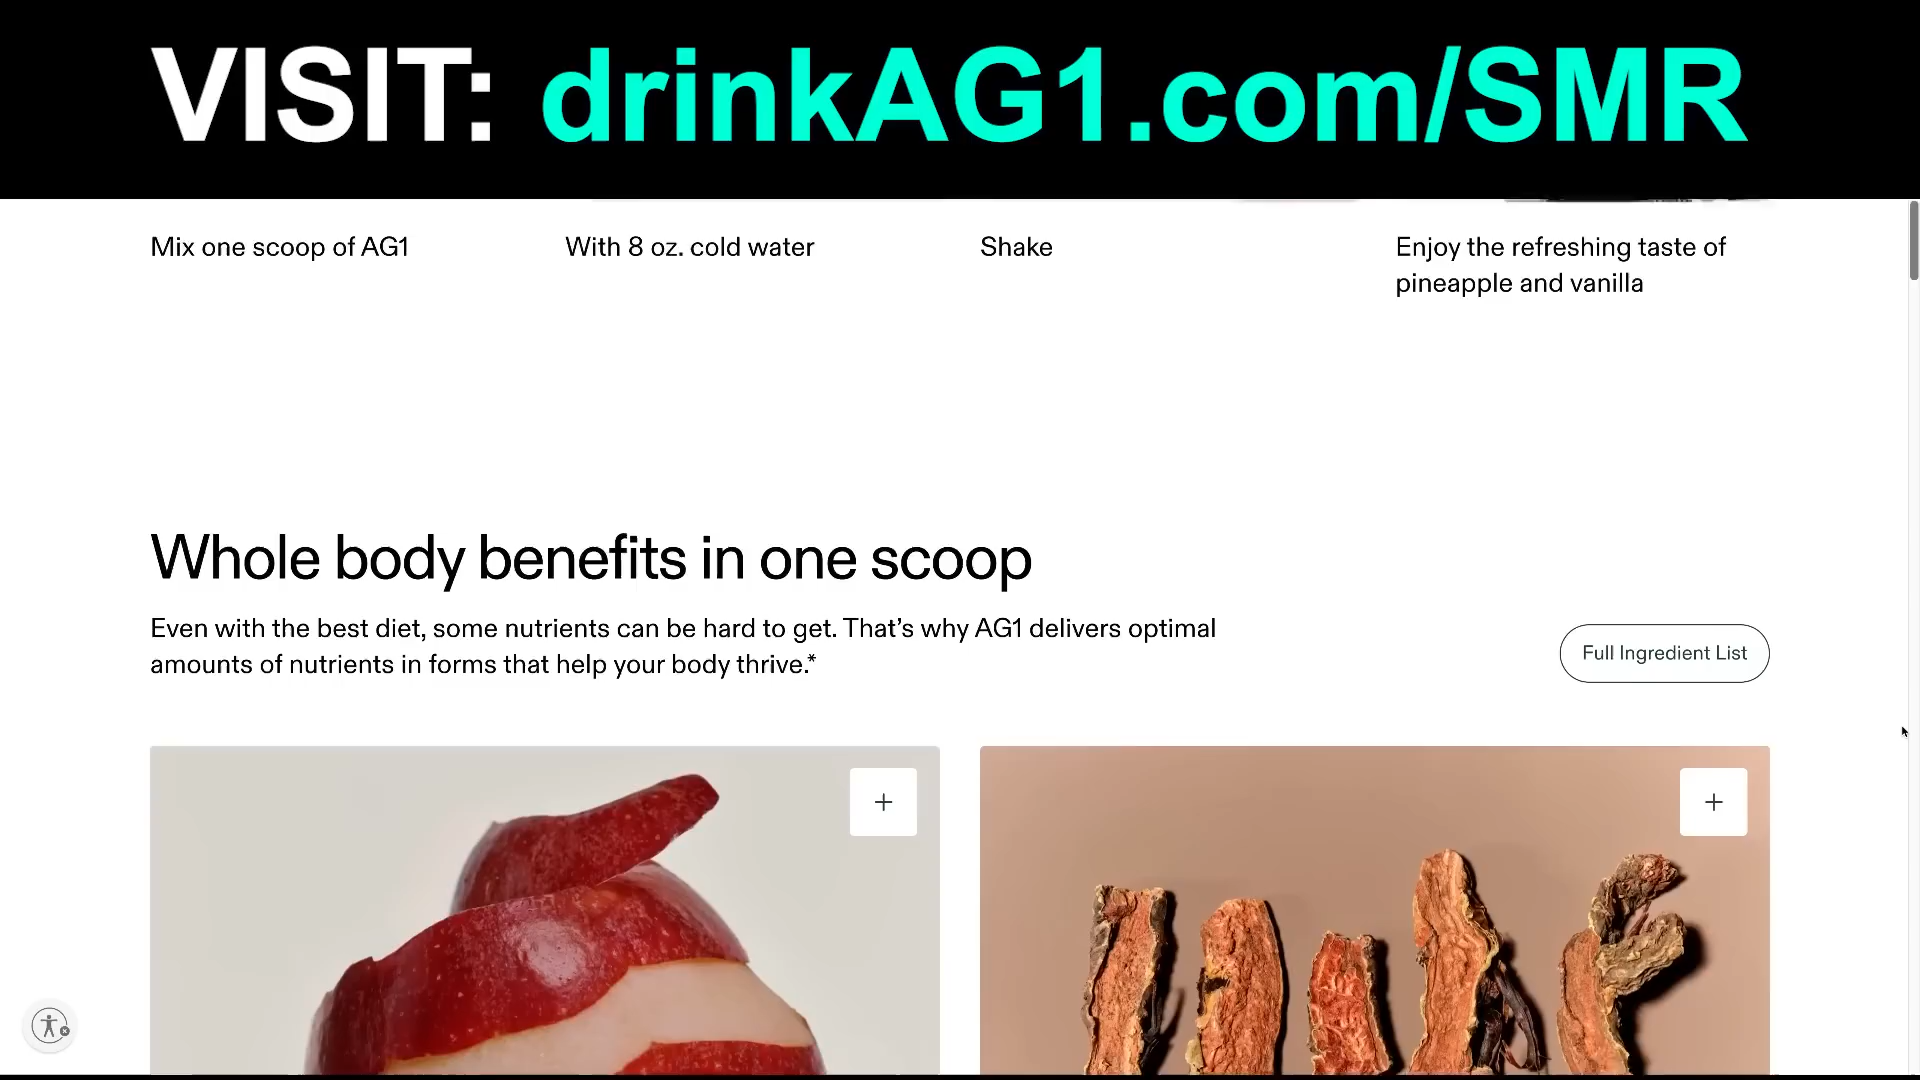 VISIT: drinkAG1.com/SMR
Mix one scoop of AG1
With 8 oz. cold water
Shake
Enjoy the refreshing taste of
pineapple and vanilla
Whole body benefits in one scoop
Even with the best diet, some nutrients can be hard to get. That’s why AG1 delivers optimal
amounts of nutrients in forms that help your body thrive.*
Full Ingredient List